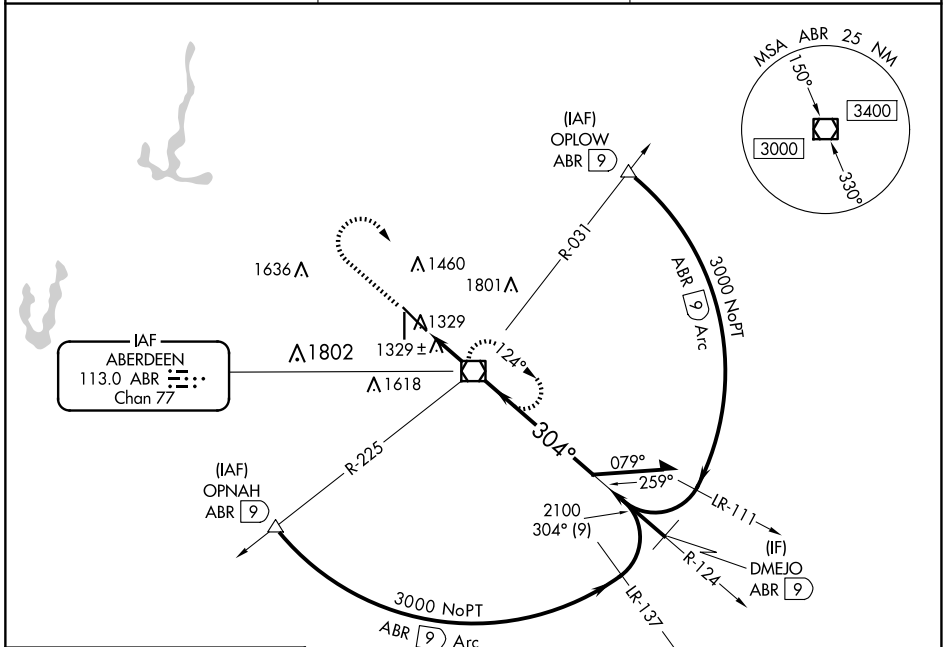 MSA ABR 25 NM
150°
3400
3000
330°
(IAF)
OPLOW
ABR 9
R-031
3000 NoPT
ABR 9 Arc
1636
1460
1801
1329
1329 ±
1802
1618
124°
IAF
ABERDEEN
113.0 ABR
Chan 77
304°
R-225
(IAF)
OPNAH
ABR 9
079°
259°
LR-111
2100
304° (9)
(IF)
DMEJO
ABR 9
R-124
LR-137
3000 NoPT
ABR 9 Arc